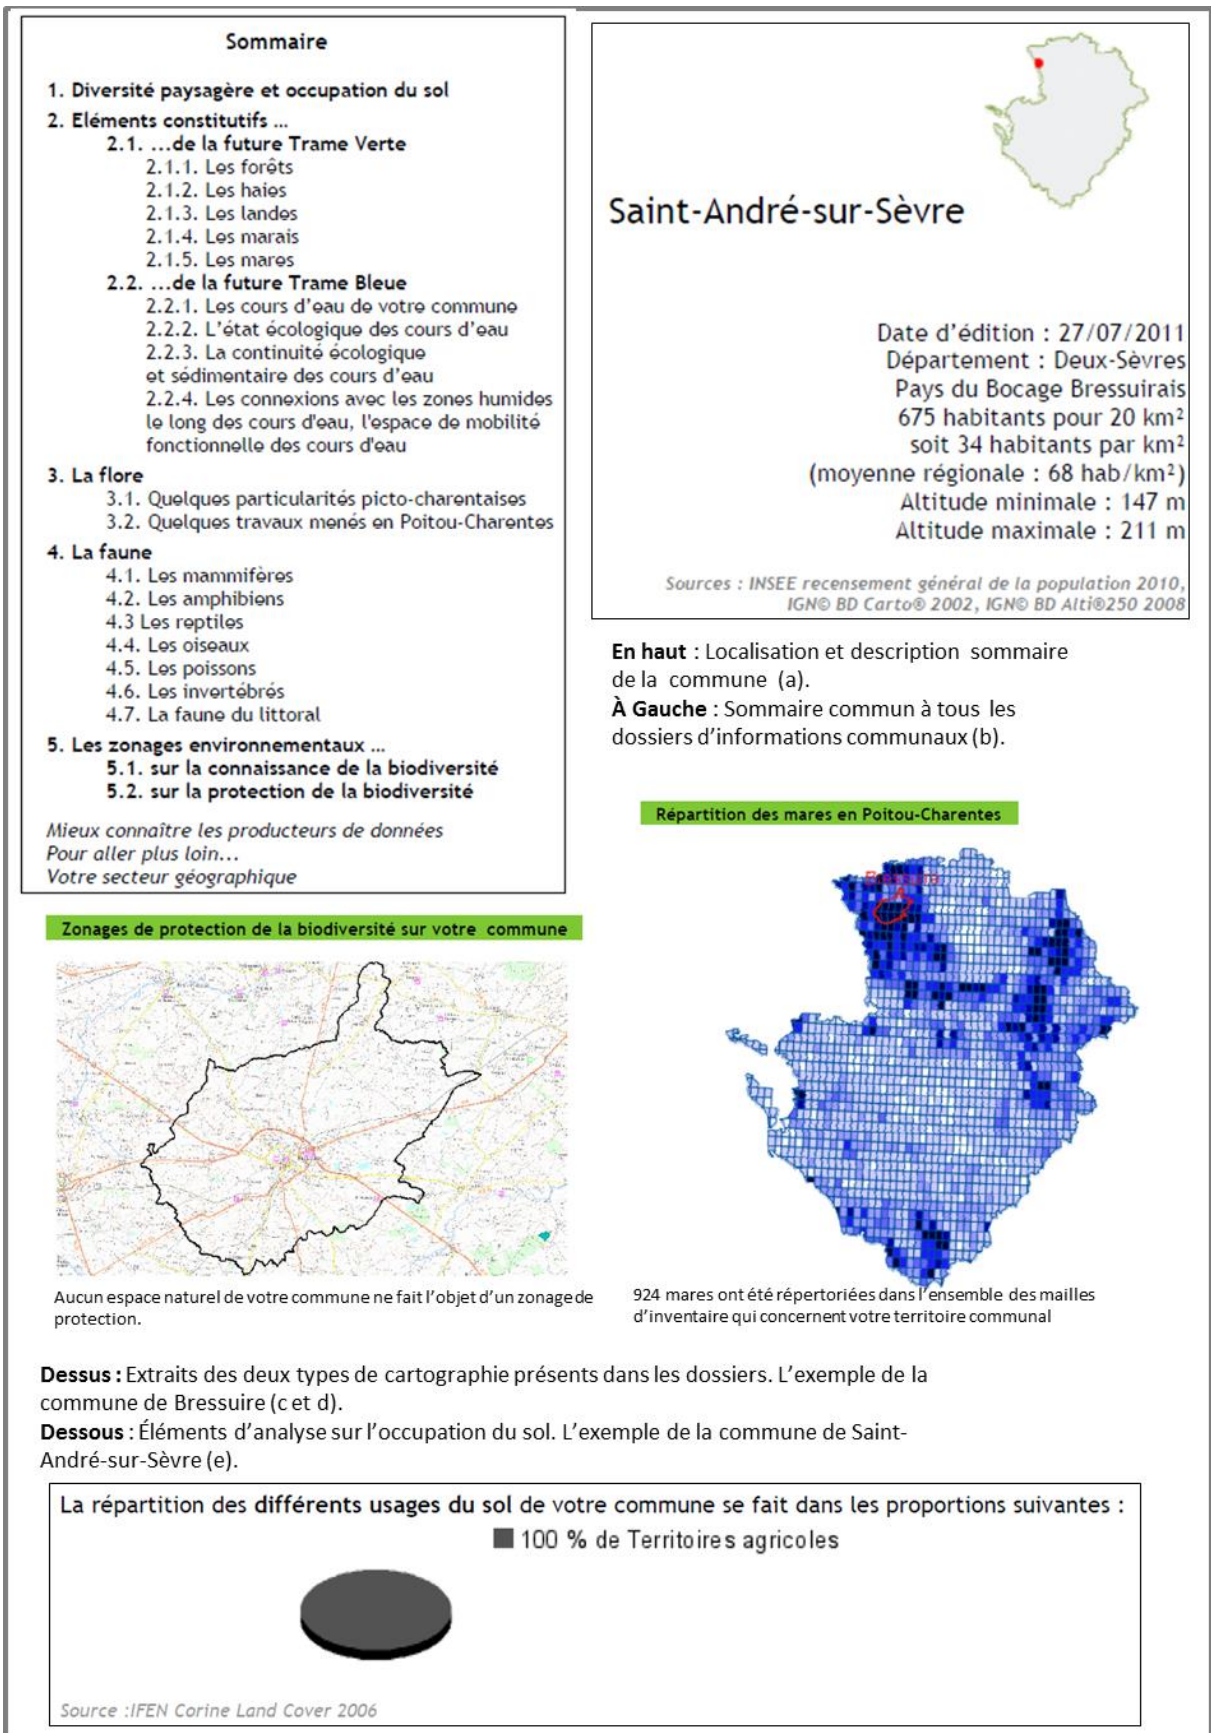 Sommaire
1. Diversité paysagère et occupation du sol
2. Eléments constitutifs ...
2.1. ...de la future Trame Verte
2.1.1. Les forêts
2.1.2. Les haies
2.1.3. Les landes
2.1.4. Les marais
2.1.5. Les mares
2.2. ...de la future Trame Bleue
2.2.1. Les cours d'eau de votre commune
2.2.2. L'état écologique des cours d'eau
2.2.3. La continuité écologique
et sédimentaire des cours d'eau
2.2.4. Les connexions avec les zones humides
le long des cours d'eau, l'espace de mobilité
fonctionnelle des cours d'eau
3. La flore
3.1. Quelques particularités picto-charentaises
3.2. Quelques travaux menés en Poitou-Charentes
4. La faune
4.1. Les mammifères
4.2. Les amphibiens
4.3 Les reptiles
4.4. Les oiseaux
4.5. Les poissons
4.6. Les invertébrés
4.7. La faune du littoral
5. Les zonages environnementaux ...
5.1. sur la connaissance de la biodiversité
5.2. sur la protection de la biodiversité
Mieux connaître les producteurs de données
Pour aller plus loin...
Votre secteur géographique
Saint-André-sur-Sèvre
Date d'édition : 27/07/2011
Département : Deux-Sèvres
Pays du Bocage Bressuirais
675 habitants pour 20 km²
soit 34 habitants par km²
(moyenne régionale : 68 hab/km²)
Altitude minimale : 147 m
Altitude maximale : 211 m
Sources : INSEE recensement général de la population 2010,
IGN© BD Carto® 2002, IGN© BD Alti®250 2008
En haut : Localisation et description sommaire
de la commune (a).
À Gauche : Sommaire commun à tous les
dossiers d'informations communaux (b).
Zonages de protection de la biodiversité sur votre commune
Aucun espace naturel de votre commune ne fait l'objet d'un zonage de
protection.
Répartition des mares en Poitou-Charentes
Bressuire
924 mares ont été répertoriées dans l'ensemble des mailles
d'inventaire qui concernent votre territoire communal
Dessus : Extraits des deux types de cartographie présents dans les dossiers. L'exemple de la
commune de Bressuire (c et d).
Dessous : Éléments d'analyse sur l'occupation du sol. L'exemple de la commune de Saint-
André-sur-Sèvre (e).
La répartition des différents usages du sol de votre commune se fait dans les proportions suivantes :
100 % de Territoires agricoles
Source :IFEN Corine Land Cover 2006